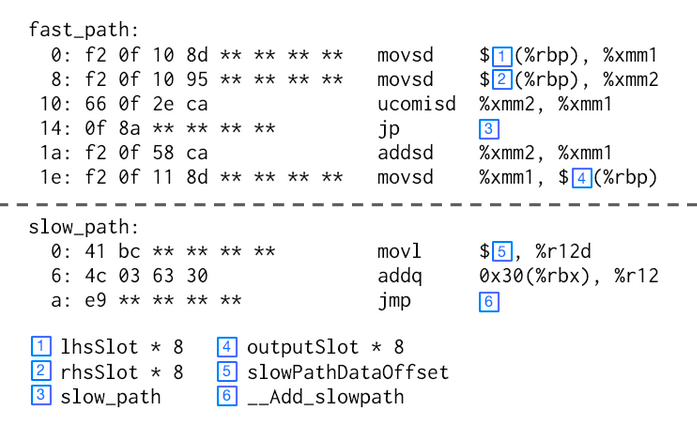 fast_path:
0: f2 0f 10 8d ** ** ** ** movsd $1(%rbp), %xmm1
8: f2 0f 10 95 ** ** ** ** movsd $2(%rbp), %xmm2
10: 66 0f 2e ca ucomisd %xmm2, %xmm1
14: 0f 8a ** ** ** ** jp 3
1a: f2 0f 58 ca addsd %xmm2, %xmm1
1e: f2 0f 11 8d ** ** ** ** movsd %xmm1, $4(%rbp)
slow_path:
0: 41 bc ** ** ** ** movl $5, %r12d
6: 4c 03 63 30 addq 0x30(%rbx), %r12
a: e9 ** ** ** ** jmp 6
1 lhsSlot * 8 4 outputSlot * 8
2 rhsSlot * 8 5 slowPathDataOffset
3 slow_path 6 __Add_slowpath